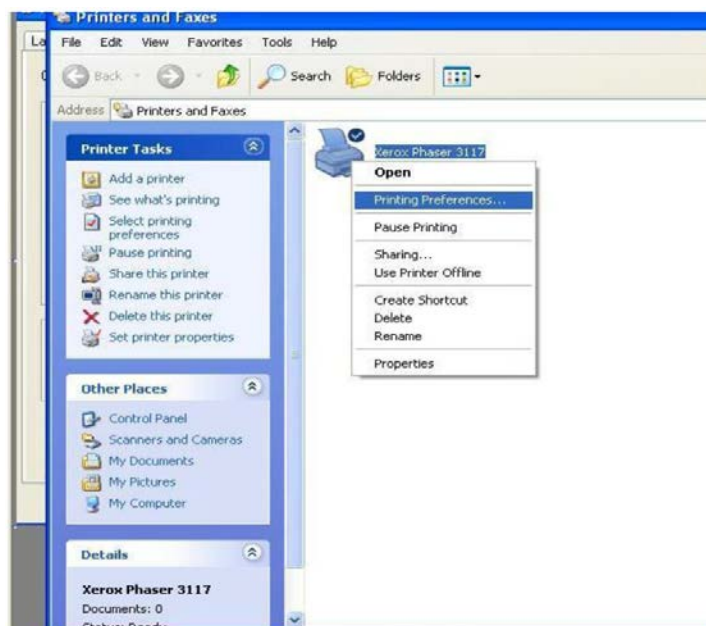 Printers and Faxes
La
File Edit View Favorites Tools Help
Back Search Folders
Address Printers and Faxes
Printer Tasks
Add a printer
See what's printing
Select printing
preferences
Pause printing
Share this printer
Rename this printer
Delete this printer
Set printer properties
Other Places
Control Panel
Scanners and Cameras
My Documents
My Pictures
My Computer
Details
Xerox Phaser 3117
Documents: 0
Status: Ready
Xerox Phaser 3117
Open
Printing Preferences...
Pause Printing
Sharing...
Use Printer Offline
Create Shortcut
Delete
Rename
Properties